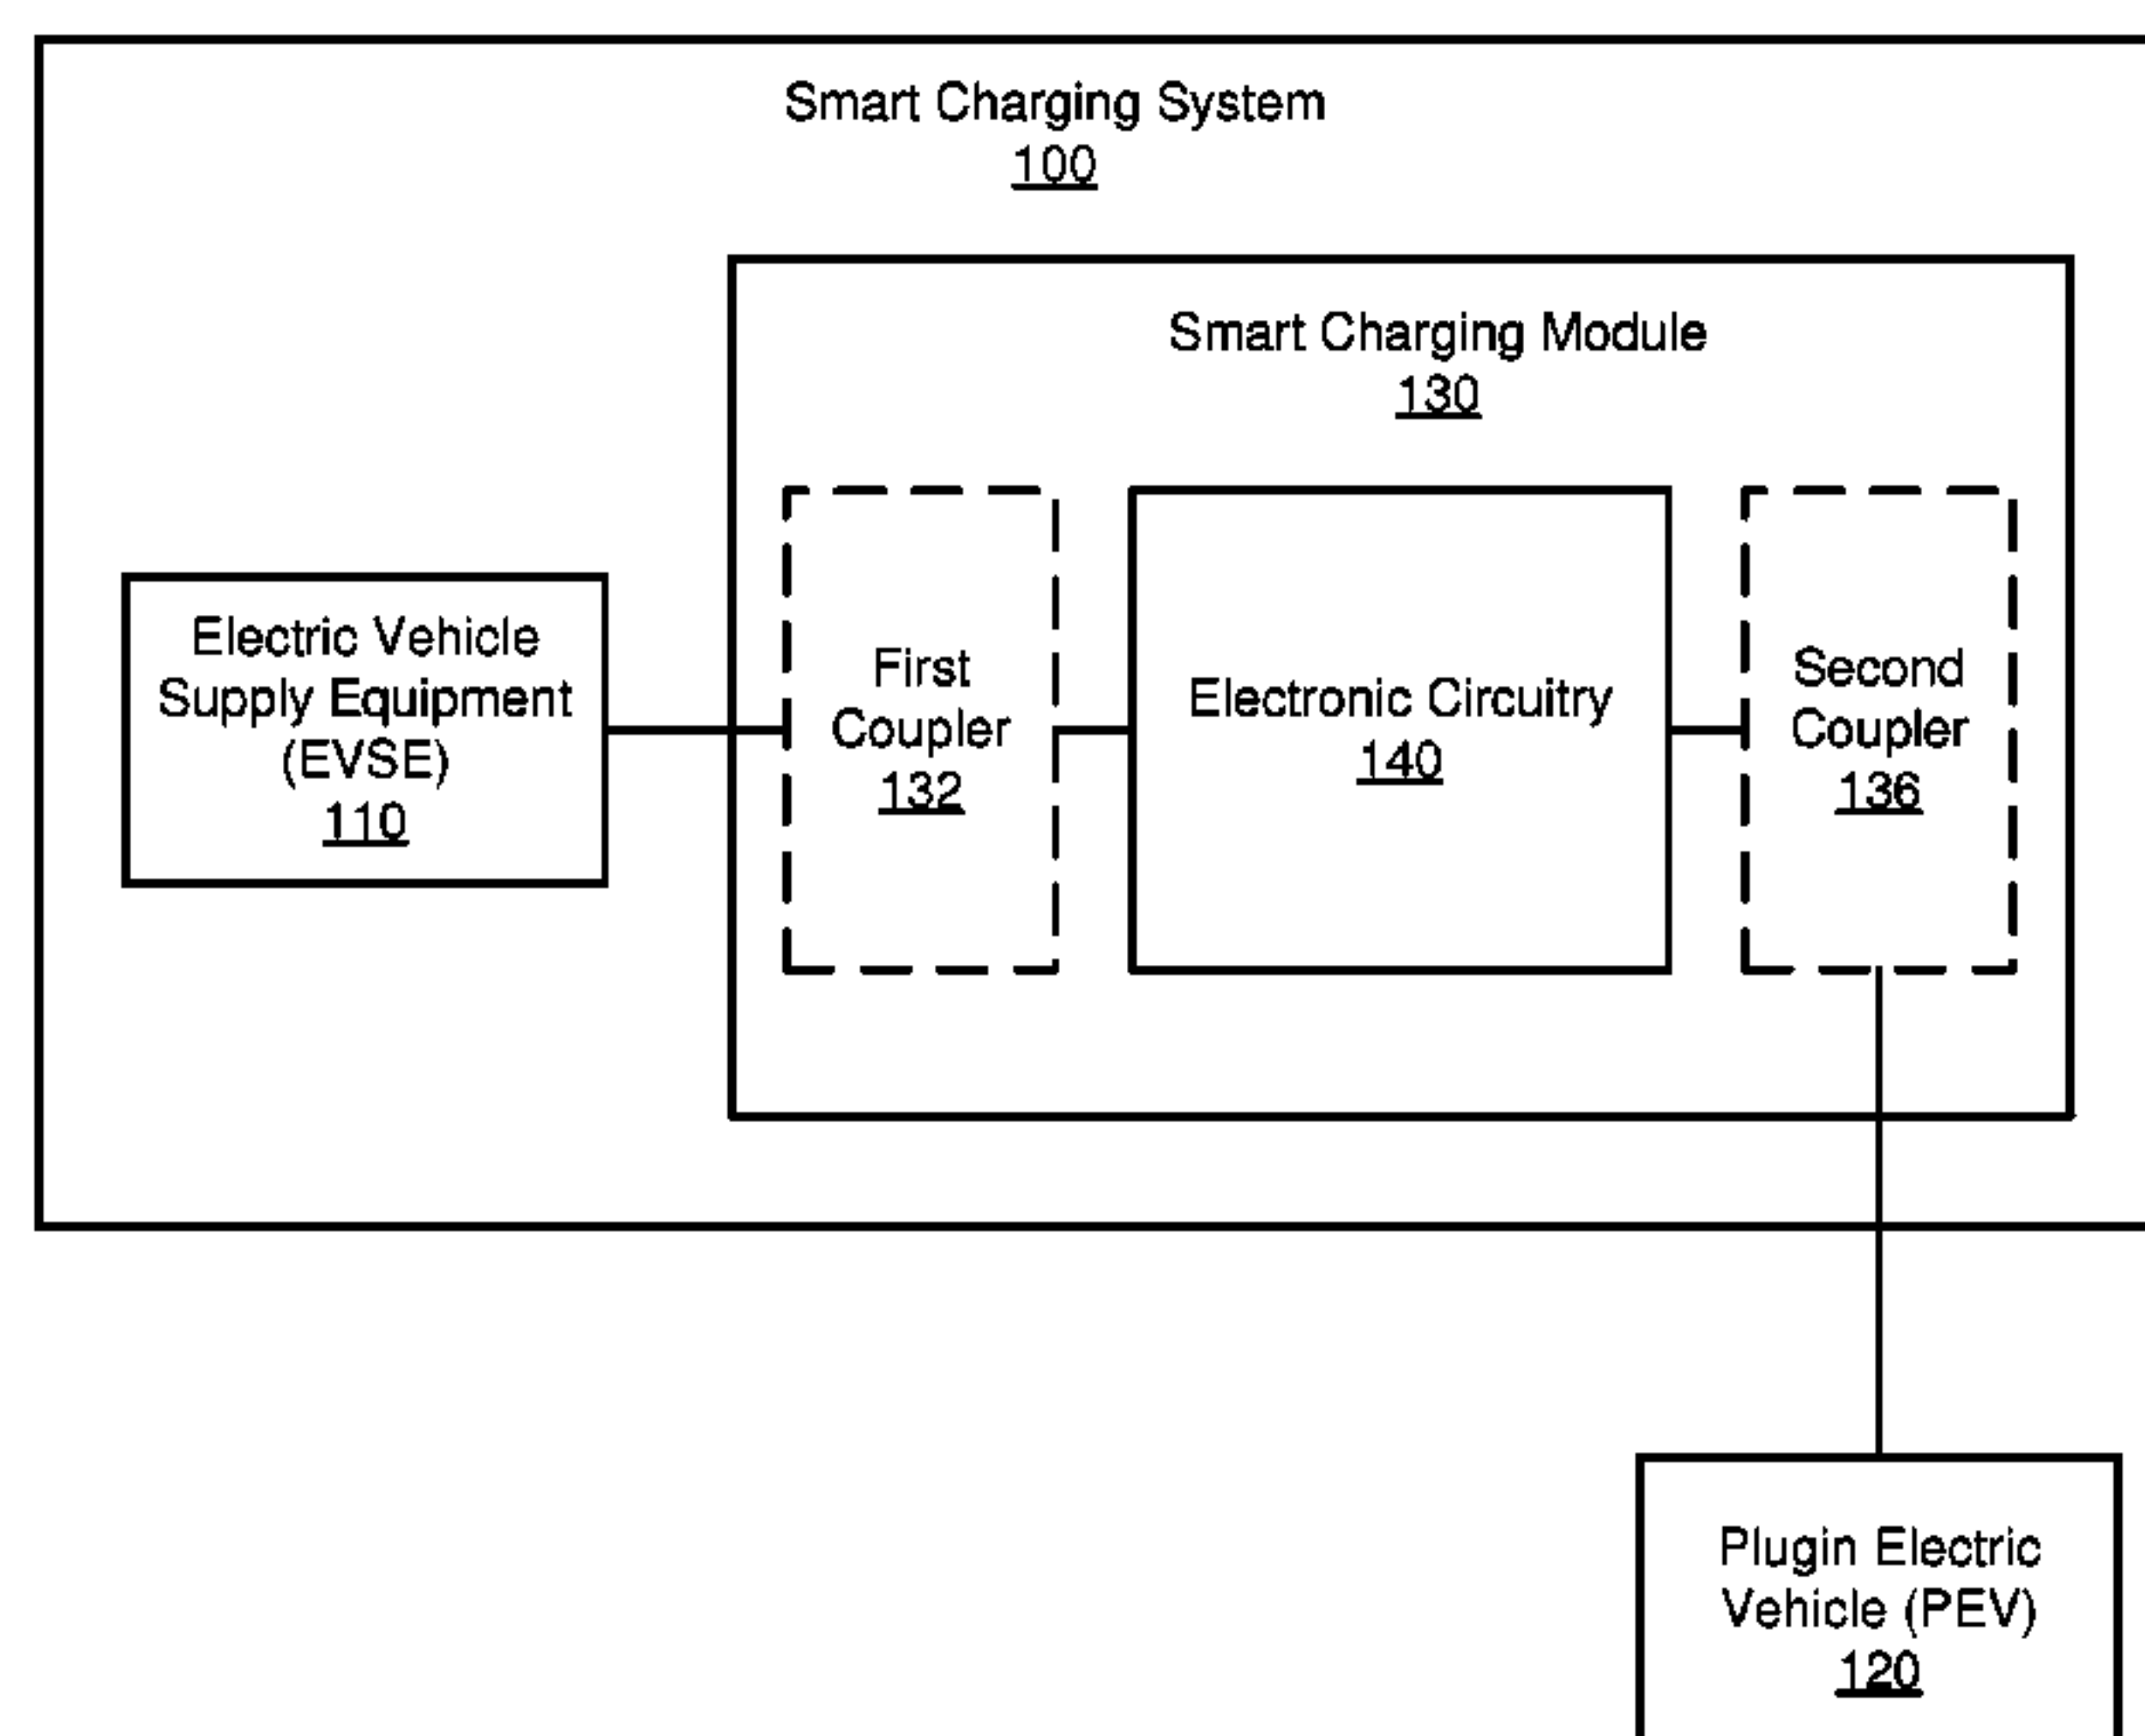 Smart Charging System
100
Smart Charging Module
130
Electric Vehicle
Supply Equipment
(EVSE)
110
First
Coupler
132
Electronic Circuitry
140
Second
Coupler
136
Plugin Electric
Vehicle (PEV)
120